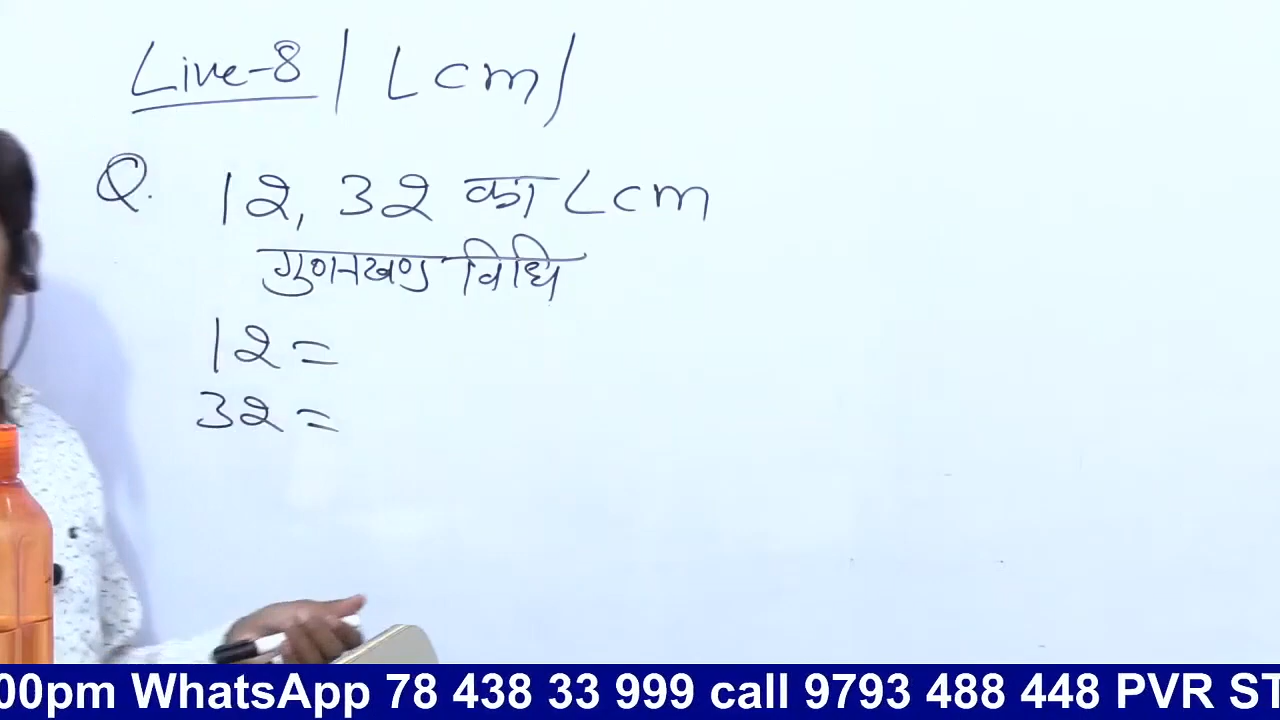 Live-8 | Lcm |
Q. 12, 32 का Lcm
गुणनखण्ड विधि
12 =
32 =
00pm WhatsApp 78 438 33 999 call 9793 488 448 PVR ST